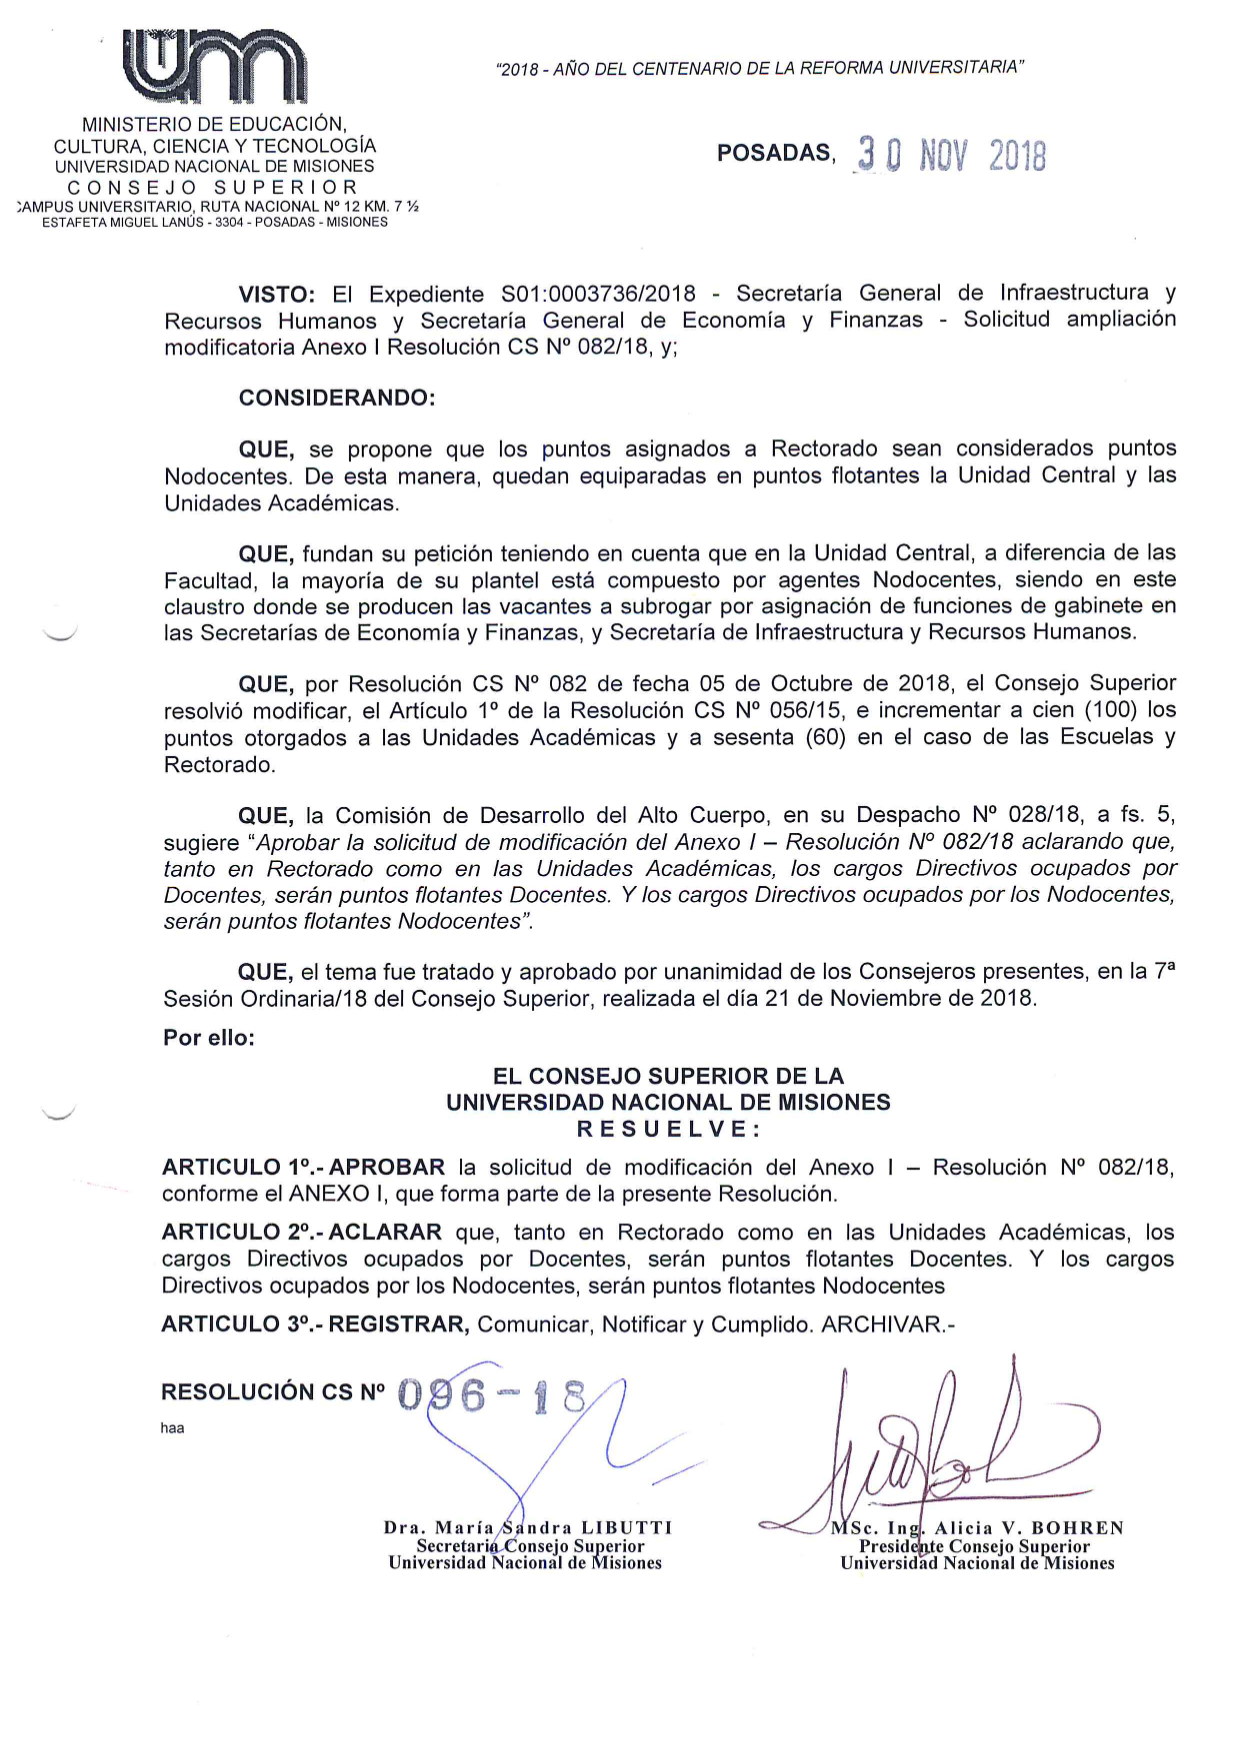 um
"2018 - AÑO DEL CENTENARIO DE LA REFORMA UNIVERSITARIA"
MINISTERIO DE EDUCACIÓN,
CULTURA, CIENCIA Y TECNOLOGÍA
UNIVERSIDAD NACIONAL DE MISIONES
CONSEJO SUPERIOR
CAMPUS UNIVERSITARIO, RUTA NACIONAL Nº 12 KM. 7 ½
ESTAFETA MIGUEL LANÚS - 3304 - POSADAS - MISIONES
POSADAS, 30 NOV 2018
VISTO: El Expediente S01:0003736/2018 - Secretaría General de Infraestructura y
Recursos Humanos y Secretaría General de Economía y Finanzas - Solicitud ampliación
modificatoria Anexo I Resolución CS Nº 082/18, y;
CONSIDERANDO:
QUE, se propone que los puntos asignados a Rectorado sean considerados puntos
Nodocentes. De esta manera, quedan equiparadas en puntos flotantes la Unidad Central y las
Unidades Académicas.
QUE, fundan su petición teniendo en cuenta que en la Unidad Central, a diferencia de las
Facultad, la mayoría de su plantel está compuesto por agentes Nodocentes, siendo en este
claustro donde se producen las vacantes a subrogar por asignación de funciones de gabinete en
las Secretarías de Economía y Finanzas, y Secretaría de Infraestructura y Recursos Humanos.
QUE, por Resolución CS Nº 082 de fecha 05 de Octubre de 2018, el Consejo Superior
resolvió modificar, el Artículo 1º de la Resolución CS Nº 056/15, e incrementar a cien (100) los
puntos otorgados a las Unidades Académicas y a sesenta (60) en el caso de las Escuelas y
Rectorado.
QUE, la Comisión de Desarrollo del Alto Cuerpo, en su Despacho Nº 028/18, a fs. 5,
sugiere "Aprobar la solicitud de modificación del Anexo I – Resolución Nº 082/18 aclarando que,
tanto en Rectorado como en las Unidades Académicas, los cargos Directivos ocupados por
Docentes, serán puntos flotantes Docentes. Y los cargos Directivos ocupados por los Nodocentes,
serán puntos flotantes Nodocentes".
QUE, el tema fue tratado y aprobado por unanimidad de los Consejeros presentes, en la 7ª
Sesión Ordinaria/18 del Consejo Superior, realizada el día 21 de Noviembre de 2018.
Por ello:
EL CONSEJO SUPERIOR DE LA
UNIVERSIDAD NACIONAL DE MISIONES
RESUELVE:
ARTICULO 1º.- APROBAR la solicitud de modificación del Anexo I – Resolución Nº 082/18,
conforme el ANEXO I, que forma parte de la presente Resolución.
ARTICULO 2º.- ACLARAR que, tanto en Rectorado como en las Unidades Académicas, los
cargos Directivos ocupados por Docentes, serán puntos flotantes Docentes. Y los cargos
Directivos ocupados por los Nodocentes, serán puntos flotantes Nodocentes
ARTICULO 3º.- REGISTRAR, Comunicar, Notificar y Cumplido. ARCHIVAR.-
RESOLUCIÓN CS Nº 096-18
haa
Dra. María Sandra LIBUTTI
Secretaria Consejo Superior
Universidad Nacional de Misiones
MSc. Ing. Alicia V. BOHREN
Presidente Consejo Superior
Universidad Nacional de Misiones